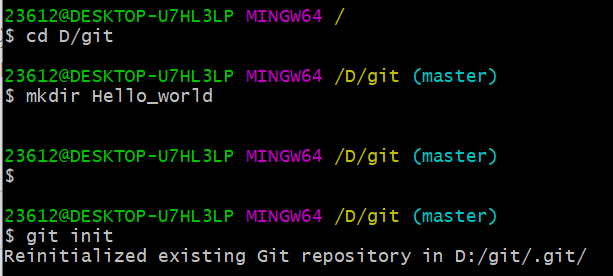 23612@DESKTOP-U7HL3LP MINGW64 /
$ cd D/git
23612@DESKTOP-U7HL3LP MINGW64 /D/git (master)
$ mkdir Hello_world
23612@DESKTOP-U7HL3LP MINGW64 /D/git (master)
$
23612@DESKTOP-U7HL3LP MINGW64 /D/git (master)
$ git init
Reinitialized existing Git repository in D:/git/.git/